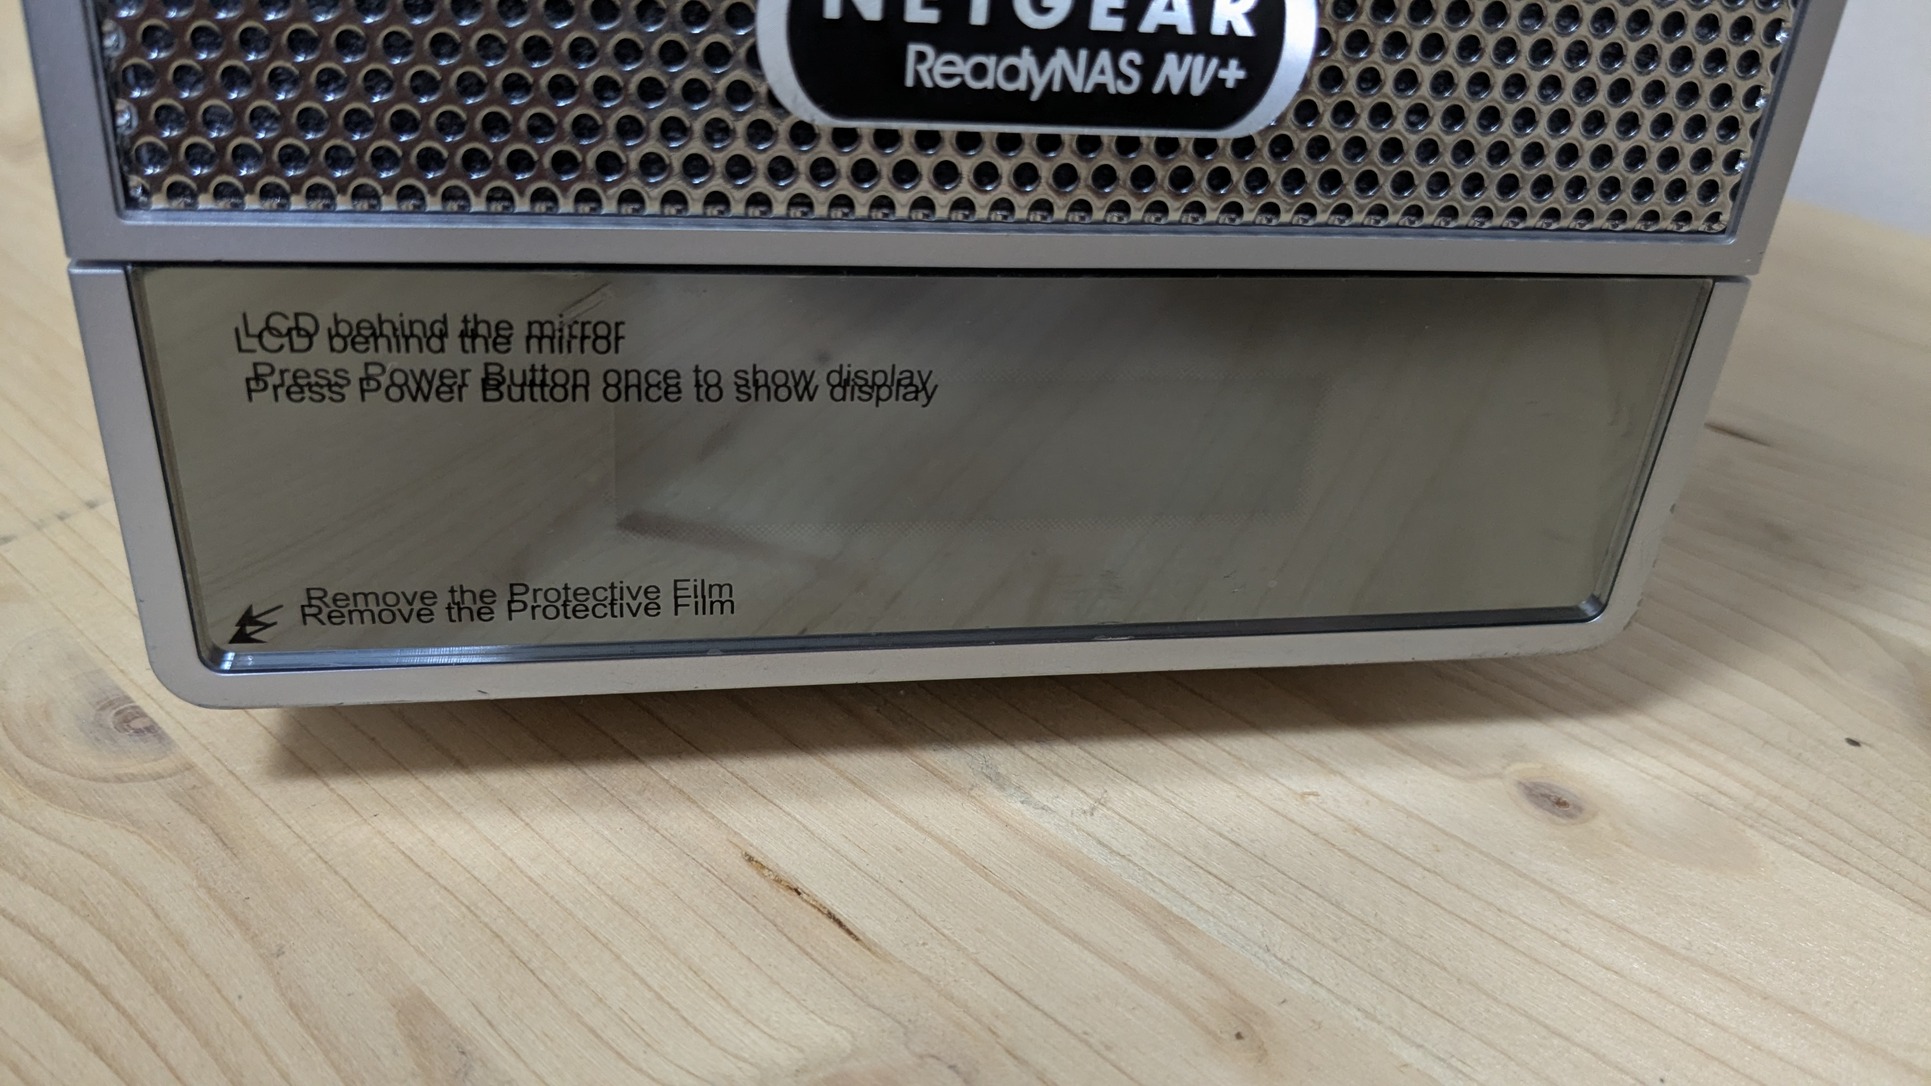 NETGEAR
ReadyNAS NV+
LCD behind the mirror
Press Power Button once to show display
Remove the Protective Film